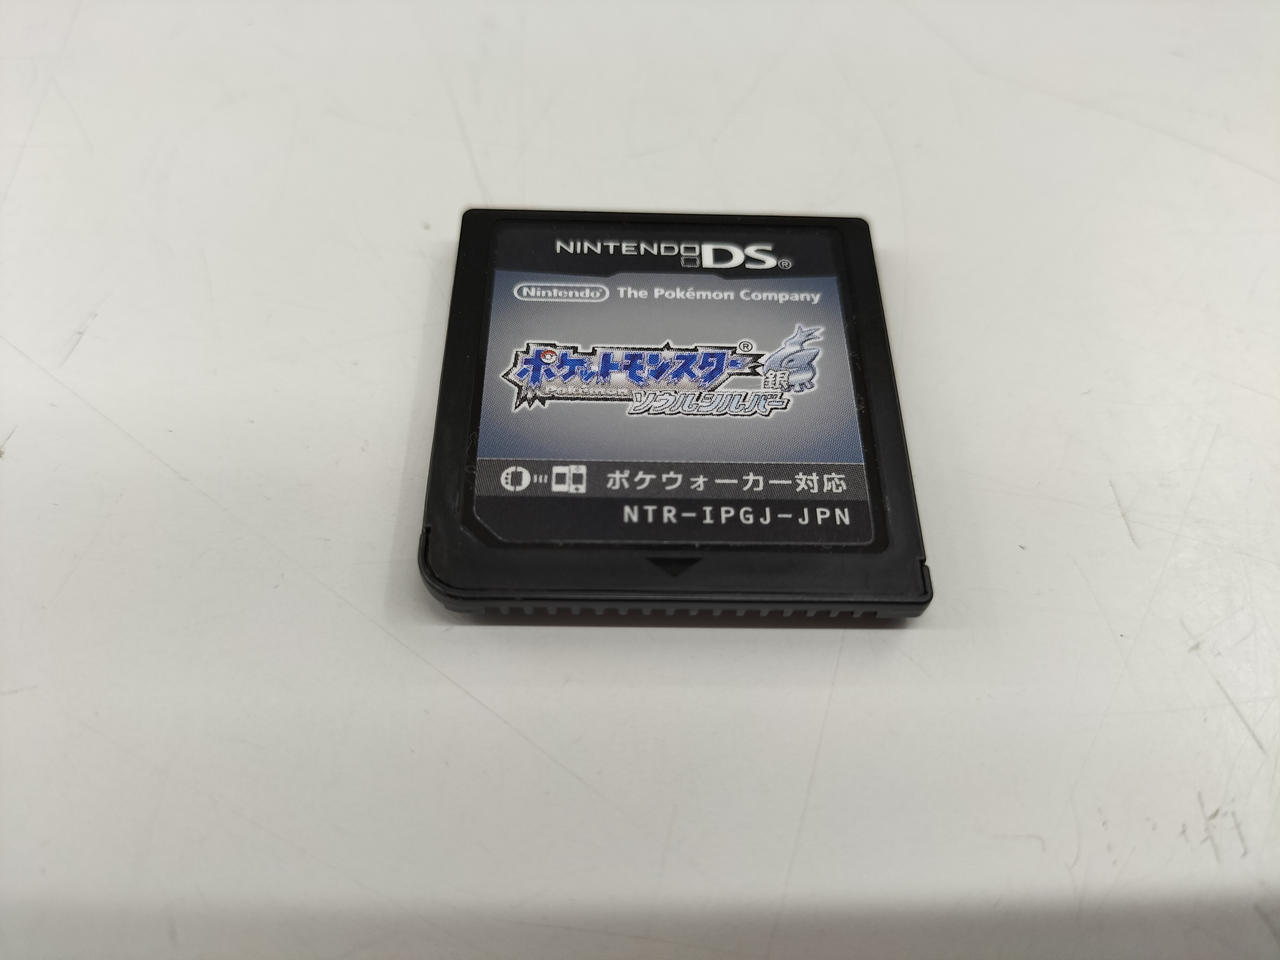 NINTENDO DS®
Nintendo® The Pokémon Company
ポケットモンスター®
Pokémon
銀
ソウルシルバー
ポケウォーカー対応
NTR-IPGJ-JPN